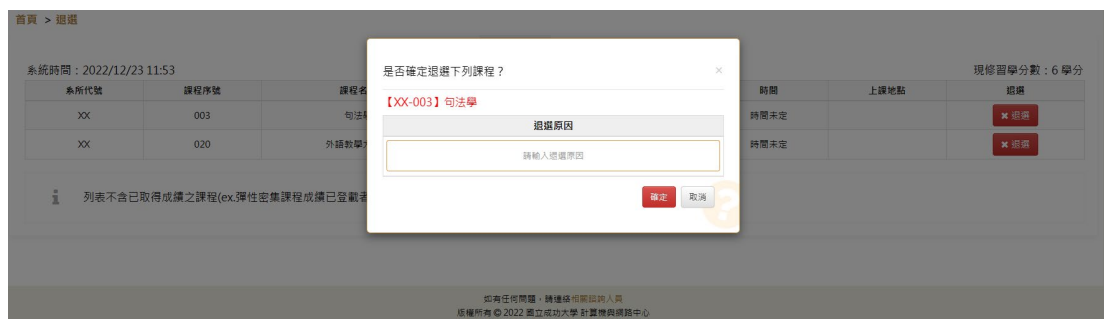 首頁 > 退選
系統時間：2022/12/23 11:53
現修習學分數：6 學分
系所代號 課程序號 課程名 時間 上課地點 退選
XX 003 句法學 時間未定 退選
XX 020 外語教學 時間未定 退選
列表不含已取得成績之課程(ex.彈性密集課程成績已登載者
是否確定退選下列課程？
×
【XX-003】句法學
退選原因
請輸入退選原因
確定 取消
如有任何問題，請連絡相關諮詢人員
版權所有 © 2022 國立成功大學 計算機與網路中心